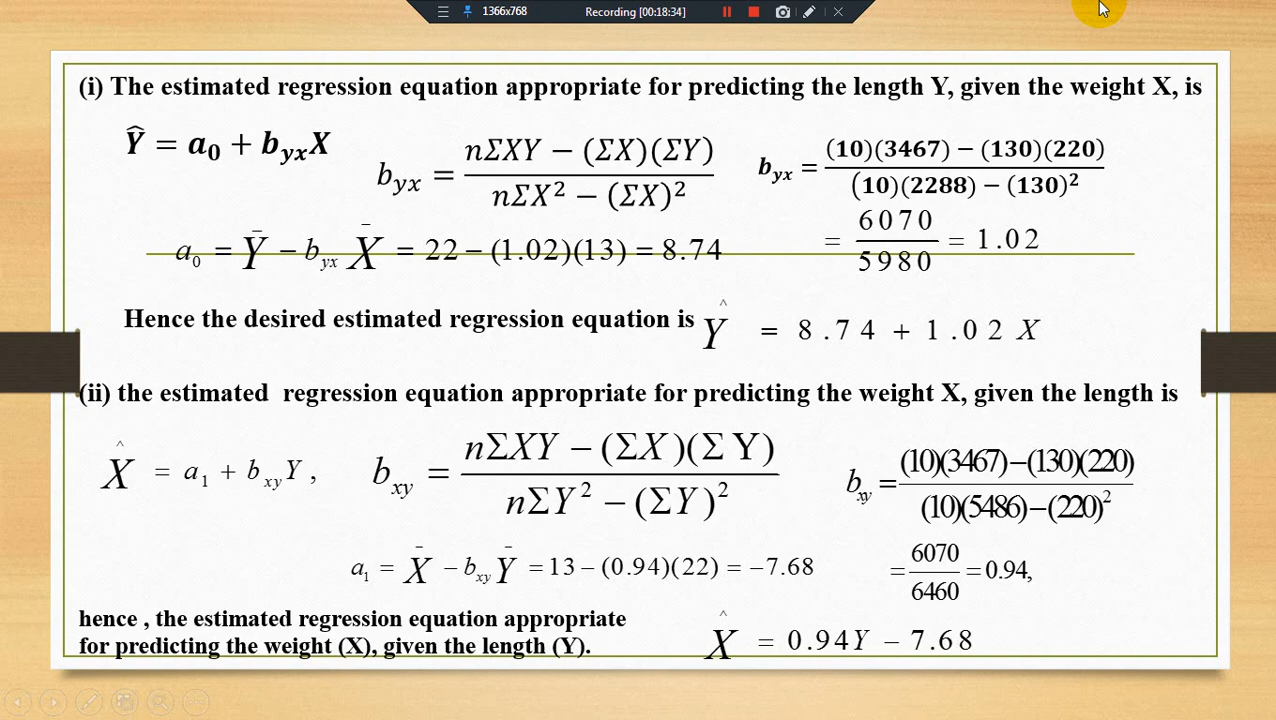 1366x768 Recording [00:18:34]
(i) The estimated regression equation appropriate for predicting the length Y, given the weight X, is
Ŷ = a₀ + b_yx X
b_yx = (nΣXY − (ΣX)(ΣY)) / (nΣX² − (ΣX)²)
b_yx = ((10)(3467) − (130)(220)) / ((10)(2288) − (130)²)
= 6070 / 5980 = 1.02
a₀ = Ȳ − b_yx X̄ = 22 − (1.02)(13) = 8.74
Hence the desired estimated regression equation is Ŷ = 8.74 + 1.02 X
(ii) the estimated regression equation appropriate for predicting the weight X, given the length is
X̂ = a₁ + b_xy Y ,
b_xy = (nΣXY − (ΣX)(Σ Y)) / (nΣY² − (ΣY)²)
b_xy = ((10)(3467)−(130)(220)) / ((10)(5486)−(220)²)
= 6070 / 6460 = 0.94,
a₁ = X̄ − b_xy Ȳ = 13 − (0.94)(22) = −7.68
hence , the estimated regression equation appropriate
for predicting the weight (X), given the length (Y).
X̂ = 0.94Y − 7.68